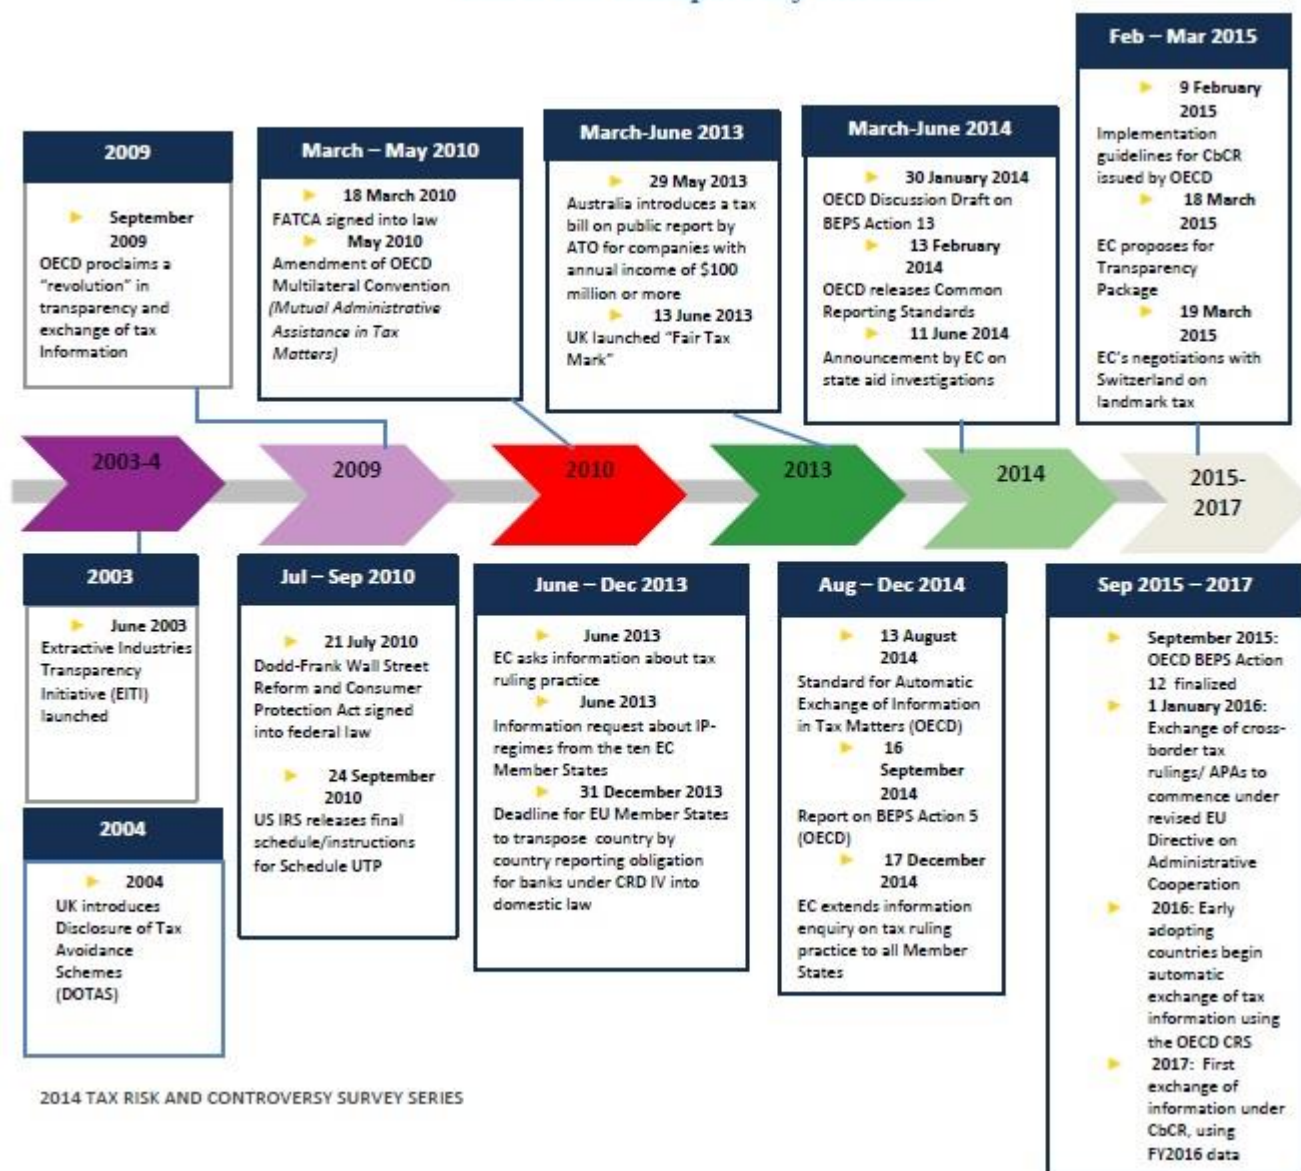 Feb – Mar 2015
9 February
2015
Implementation
guidelines for CbCR
issued by OECD
18 March
2015
EC proposes for
Transparency
Package
19 March
2015
EC's negotiations with
Switzerland on
landmark tax
March-June 2014
30 January 2014
OECD Discussion Draft on
BEPS Action 13
13 February
2014
OECD releases Common
Reporting Standards
11 June 2014
Announcement by EC on
state aid investigations
March-June 2013
29 May 2013
Australia introduces a tax
bill on public report by
ATO for companies with
annual income of $100
million or more
13 June 2013
UK launched "Fair Tax
Mark"
March – May 2010
18 March 2010
FATCA signed into law
May 2010
Amendment of OECD
Multilateral Convention
(Mutual Administrative
Assistance in Tax
Matters)
2009
September
2009
OECD proclaims a
"revolution" in
transparency and
exchange of tax
Information
2003-4
2009
2010
2013
2014
2015-
2017
2003
June 2003
Extractive Industries
Transparency
Initiative (EITI)
launched
2004
2004
UK introduces
Disclosure of Tax
Avoidance
Schemes
(DOTAS)
Jul – Sep 2010
21 July 2010
Dodd-Frank Wall Street
Reform and Consumer
Protection Act signed
into federal law
24 September
2010
US IRS releases final
schedule/instructions
for Schedule UTP
June – Dec 2013
June 2013
EC asks information about tax
ruling practice
June 2013
Information request about IP-
regimes from the ten EC
Member States
31 December 2013
Deadline for EU Member States
to transpose country by
country reporting obligation
for banks under CRD IV into
domestic law
Aug – Dec 2014
13 August
2014
Standard for Automatic
Exchange of Information
in Tax Matters (OECD)
16
September
2014
Report on BEPS Action 5
(OECD)
17 December
2014
EC extends information
enquiry on tax ruling
practice to all Member
States
Sep 2015 – 2017
September 2015:
OECD BEPS Action
12 finalized
1 January 2016:
Exchange of cross-
border tax
rulings/ APAs to
commence under
revised EU
Directive on
Administrative
Cooperation
2016: Early
adopting
countries begin
automatic
exchange of tax
information using
the OECD CRS
2017: First
exchange of
information under
CbCR, using
FY2016 data
2014 TAX RISK AND CONTROVERSY SURVEY SERIES